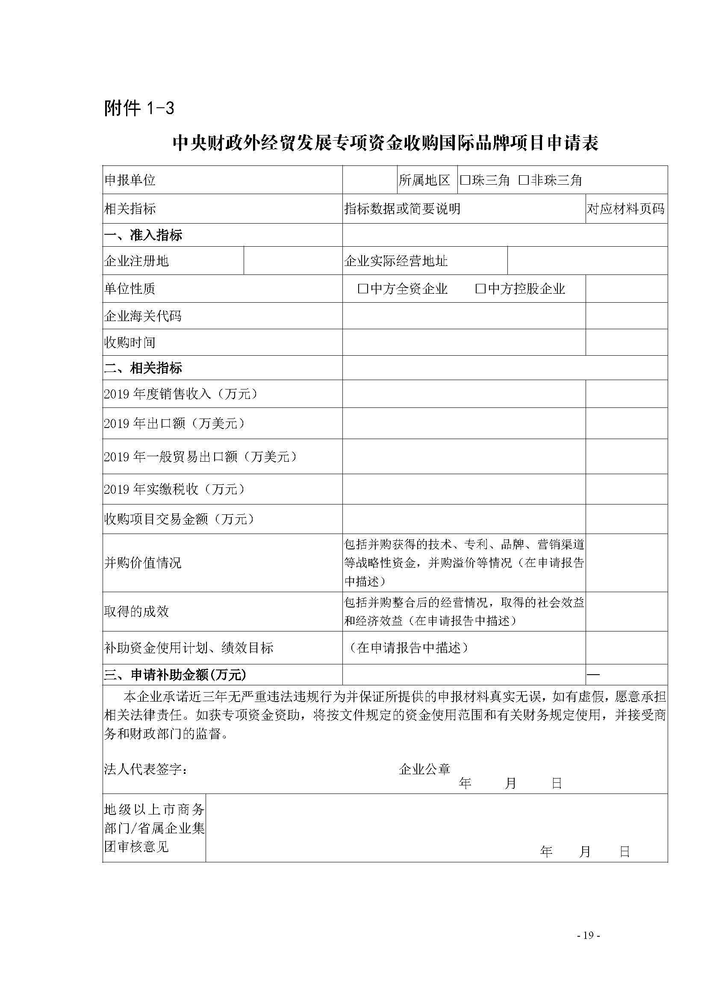 附件 1-3
中央财政外经贸发展专项资金收购国际品牌项目申请表
申报单位 所属地区 □珠三角 □非珠三角
相关指标 指标数据或简要说明 对应材料页码
一、准入指标
企业注册地 企业实际经营地址
单位性质 □中方全资企业 □中方控股企业
企业海关代码
收购时间
二、相关指标
2019 年度销售收入（万元）
2019 年出口额（万美元）
2019 年一般贸易出口额（万美元）
2019 年实缴税收（万元）
收购项目交易金额（万元）
并购价值情况
包括并购获得的技术、专利、品牌、营销渠道
等战略性资金，并购溢价等情况（在申请报告
中描述）
取得的成效
包括并购整合后的经营情况，取得的社会效益
和经济效益（在申请报告中描述）
补助资金使用计划、绩效目标 （在申请报告中描述）
三、申请补助金额(万元) —
本企业承诺近三年无严重违法违规行为并保证所提供的申报材料真实无误，如有虚假，愿意承担
相关法律责任。如获专项资金资助，将按文件规定的资金使用范围和有关财务规定使用，并接受商
务和财政部门的监督。
法人代表签字： 企业公章
年 月 日
地级以上市商务
部门/省属企业集
团审核意见
年 月 日
- 19 -